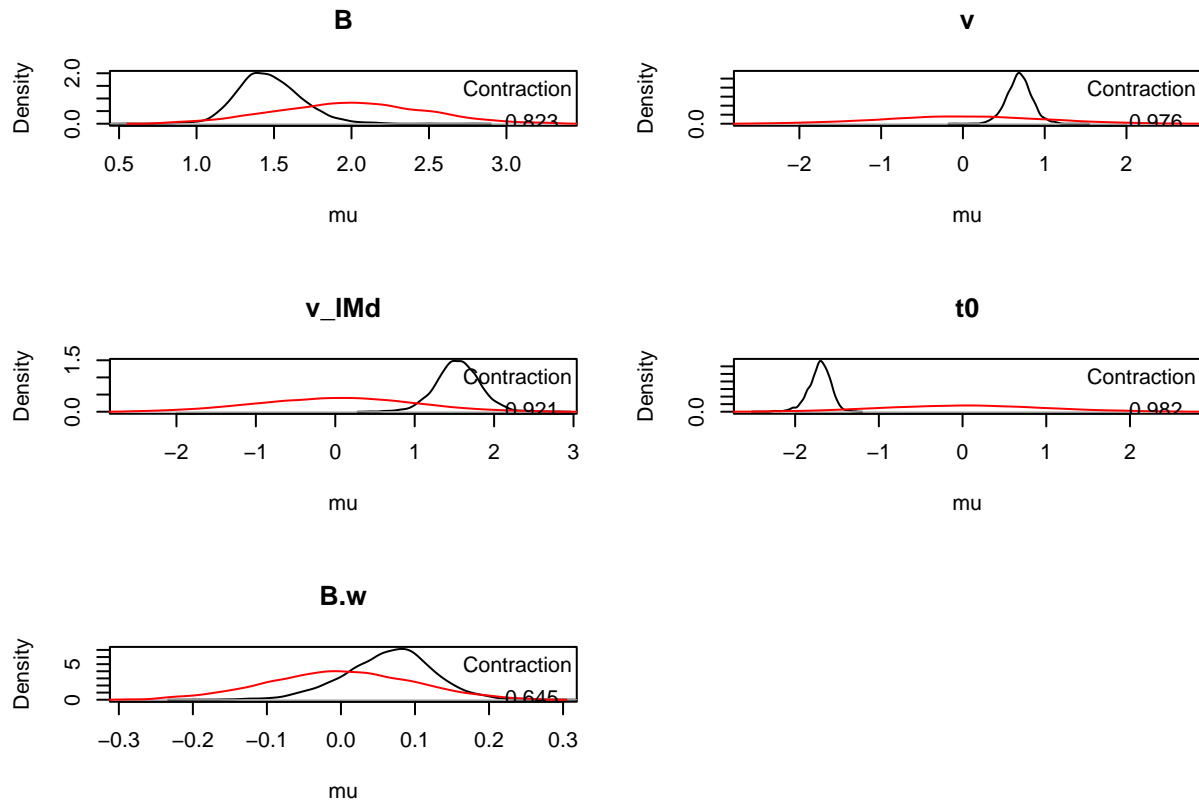 B
Density
2.0
0.0
Contraction
0.823
0.5 1.0 1.5 2.0 2.5 3.0
mu
v
Density
0.0
Contraction
0.976
−2 −1 0 1 2
mu
v_lMd
Density
1.5
0.0
Contraction
0.921
−2 −1 0 1 2 3
mu
t0
Density
0.0
Contraction
0.982
−2 −1 0 1 2
mu
B.w
Density
5
0
Contraction
0.645
−0.3 −0.2 −0.1 0.0 0.1 0.2 0.3
mu